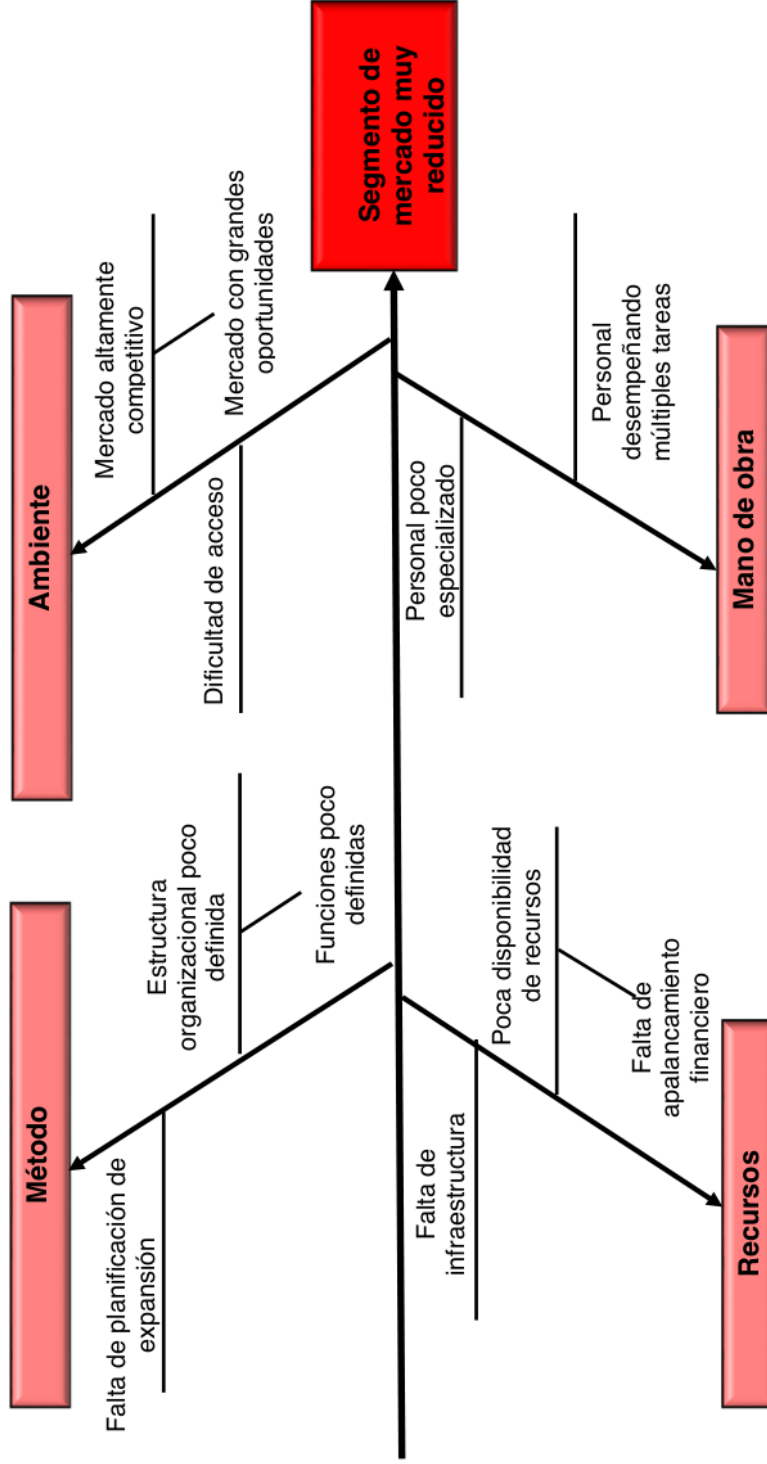 Método
Ambiente
Falta de planificación de
expansión
Estructura
organizacional poco
definida
Funciones poco
definidas
Dificultad de acceso
Mercado altamente
competitivo
Mercado con grandes
oportunidades
Segmento de
mercado muy
reducido
Falta de
infraestructura
Poca disponibilidad
de recursos
Falta de
apalancamiento
financiero
Personal poco
especializado
Personal
desempeñando
múltiples tareas
Recursos
Mano de obra